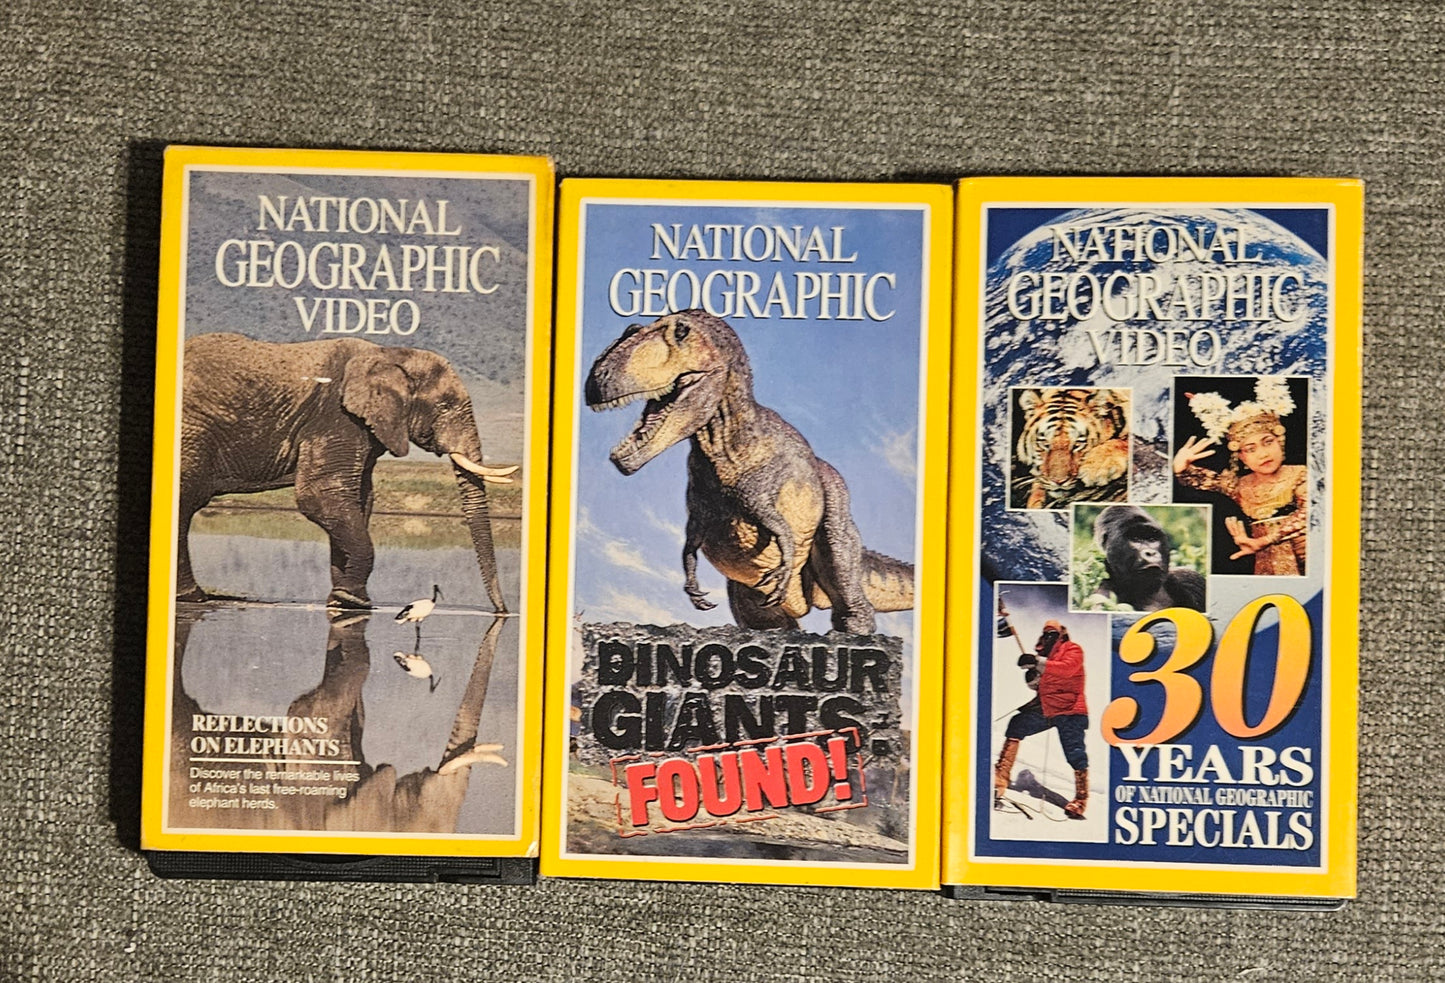 NATIONAL
GEOGRAPHIC
VIDEO
REFLECTIONS
ON ELEPHANTS
Discover the remarkable lives
of Africa's last free-roaming
elephant herds.
NATIONAL
GEOGRAPHIC
DINOSAUR
GIANTS
FOUND!
NATIONAL
GEOGRAPHIC
VIDEO
30
YEARS
OF NATIONAL GEOGRAPHIC
SPECIALS